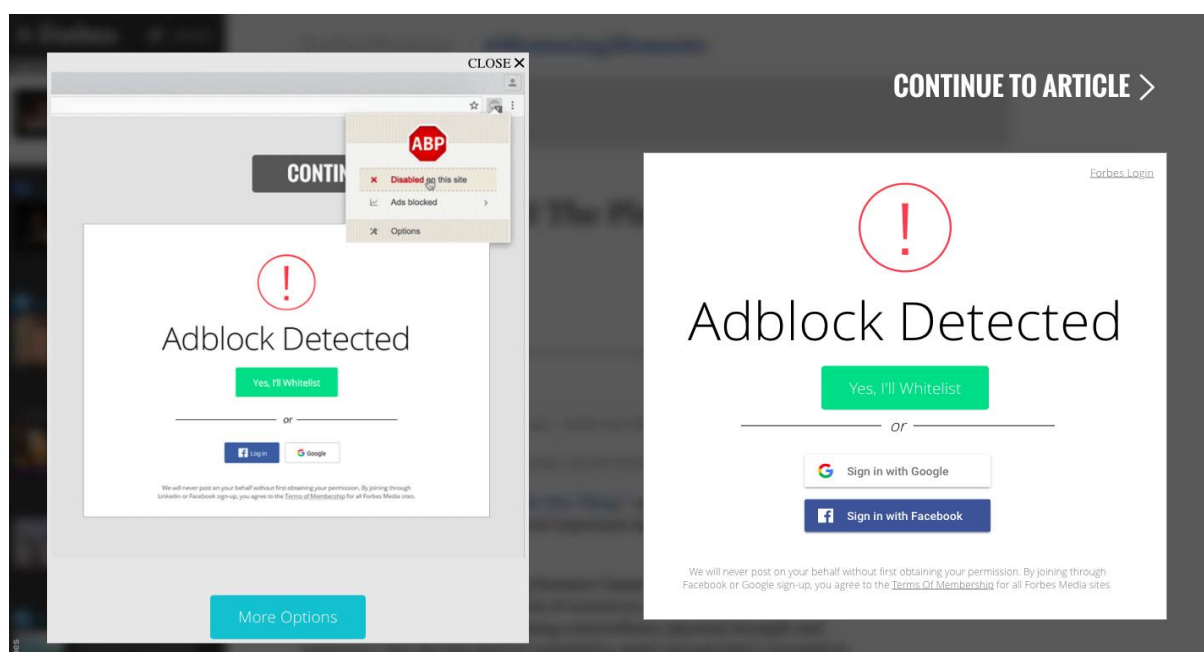 CLOSE X
CONTIN
ABP
Disabled on this site
Ads blocked
Options
Adblock Detected
Yes, I'll Whitelist
or
Log in
Google
We will never post on your behalf without first obtaining your permission. By joining through
Linkedin or Facebook sign-up, you agree to the Terms of Membership for all Forbes Media sites.
More Options
CONTINUE TO ARTICLE >
Forbes Login
Adblock Detected
Yes, I'll Whitelist
or
Sign in with Google
Sign in with Facebook
We will never post on your behalf without first obtaining your permission. By joining through
Facebook or Google sign-up, you agree to the Terms Of Membership for all Forbes Media sites.